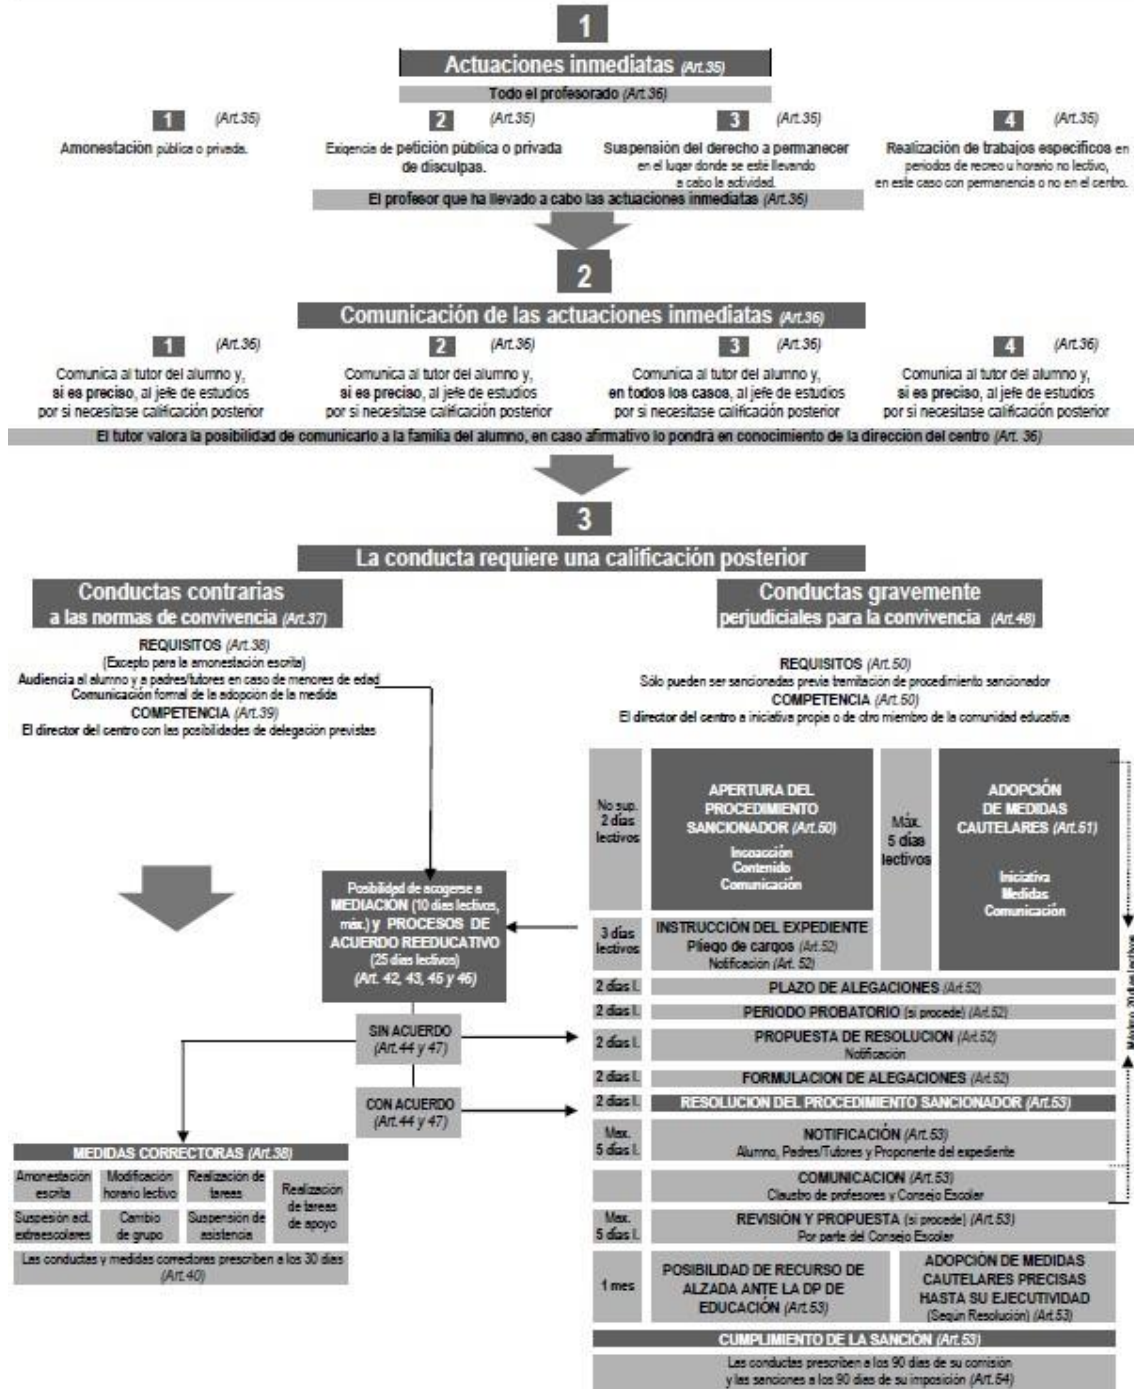 1
Actuaciones inmediatas (Art.35)
Todo el profesorado (Art.36)
1 (Art.35)
Amonestación pública o privada.
2 (Art.35)
Exigencia de petición pública o privada
de disculpas.
3 (Art.35)
Suspensión del derecho a permanecer
en el lugar donde se esté llevando
a cabo la actividad.
4 (Art.35)
Realización de trabajos específicos en
periodos de recreo u horario no lectivo,
en este caso con permanencia o no en el centro.
El profesor que ha llevado a cabo las actuaciones inmediatas (Art.36)
2
Comunicación de las actuaciones inmediatas (Art.36)
1 (Art.36)
Comunica al tutor del alumno y,
si es preciso, al jefe de estudios
por si necesitase calificación posterior
2 (Art.36)
Comunica al tutor del alumno y,
si es preciso, al jefe de estudios
por si necesitase calificación posterior
3 (Art.36)
Comunica al tutor del alumno y,
en todos los casos, al jefe de estudios
por si necesitase calificación posterior
4 (Art.36)
Comunica al tutor del alumno y,
si es preciso, al jefe de estudios
por si necesitase calificación posterior
El tutor valora la posibilidad de comunicarlo a la familia del alumno, en caso afirmativo lo pondrá en conocimiento de la dirección del centro (Art. 36)
3
La conducta requiere una calificación posterior
Conductas contrarias
a las normas de convivencia (Art.37)
REQUISITOS (Art.38)
(Excepto para la amonestación escrita)
Audiencia al alumno y a padres/tutores en caso de menores de edad
Comunicación formal de la adopción de la medida
COMPETENCIA (Art.39)
El director del centro con las posibilidades de delegación previstas
Conductas gravemente
perjudiciales para la convivencia (Art.48)
REQUISITOS (Art.50)
Sólo pueden ser sancionadas previa tramitación de procedimiento sancionador
COMPETENCIA (Art.50)
El director del centro a iniciativa propia o de otro miembro de la comunidad educativa
No sup.
2 días
lectivos
APERTURA DEL
PROCEDIMIENTO
SANCIONADOR (Art.50)
Incoacción
Contenido
Comunicación
Máx.
5 días
lectivos
ADOPCIÓN
DE MEDIDAS
CAUTELARES (Art.51)
Iniciativa
Medidas
Comunicación
Posibilidad de acogerse a
MEDIACIÓN (10 días lectivos,
máx.) y PROCESOS DE
ACUERDO REEDUCATIVO
(25 días lectivos)
(Art. 42, 43, 45 y 46)
3 días
lectivos
INSTRUCCIÓN DEL EXPEDIENTE
Pliego de cargos (Art.52)
Notificación (Art. 52)
Máximo 20 días lectivos
2 días l.
PLAZO DE ALEGACIONES (Art.52)
2 días l.
PERIODO PROBATORIO (si procede) (Art.52)
SIN ACUERDO
(Art.44 y 47)
2 días l.
PROPUESTA DE RESOLUCION (Art.52)
Notificación
2 días l.
FORMULACION DE ALEGACIONES (Art.52)
CON ACUERDO
(Art.44 y 47)
2 días l.
RESOLUCION DEL PROCEDIMIENTO SANCIONADOR (Art.53)
Max.
5 días l.
NOTIFICACIÓN (Art.53)
Alumno, Padres/Tutores y Proponente del expediente
COMUNICACION (Art.53)
Claustro de profesores y Consejo Escolar
Max.
5 días l.
REVISIÓN Y PROPUESTA (si procede) (Art.53)
Por parte del Consejo Escolar
1 mes
POSIBILIDAD DE RECURSO DE
ALZADA ANTE LA DP DE
EDUCACIÓN (Art.53)
ADOPCIÓN DE MEDIDAS
CAUTELARES PRECISAS
HASTA SU EJECUTIVIDAD
(Según Resolución) (Art.53)
CUMPLIMIENTO DE LA SANCIÓN (Art.53)
Las conductas prescriben a los 90 días de su comisión
y las sanciones a los 90 días de su imposición (Art.54)
MEDIDAS CORRECTORAS (Art.38)
Amonestación
escrita
Modificación
horario lectivo
Realización de
tareas
Realización
de tareas
de apoyo
Suspesión act.
extraescolares
Cambio
de grupo
Suspensión de
asistencia
Las conductas y medidas correctoras prescriben a los 30 días
(Art.40)